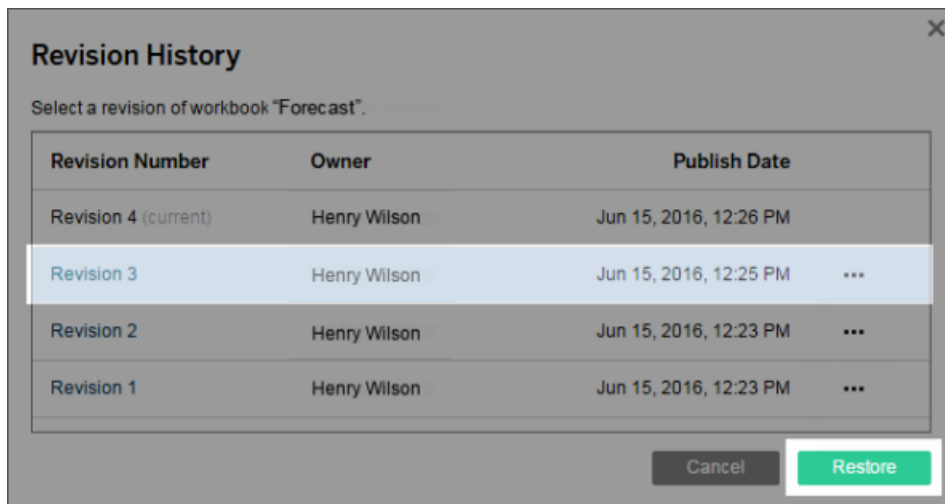 Revision History
Select a revision of workbook “Forecast”.
Revision Number Owner Publish Date
Revision 4 (current) Henry Wilson Jun 15, 2016, 12:26 PM
Revision 3 Henry Wilson Jun 15, 2016, 12:25 PM ...
Revision 2 Henry Wilson Jun 15, 2016, 12:23 PM ...
Revision 1 Henry Wilson Jun 15, 2016, 12:23 PM ...
Cancel Restore